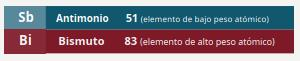 Sb Antimonio 51 (elemento de bajo peso atómico)
Bi Bismuto 83 (elemento de alto peso atómico)